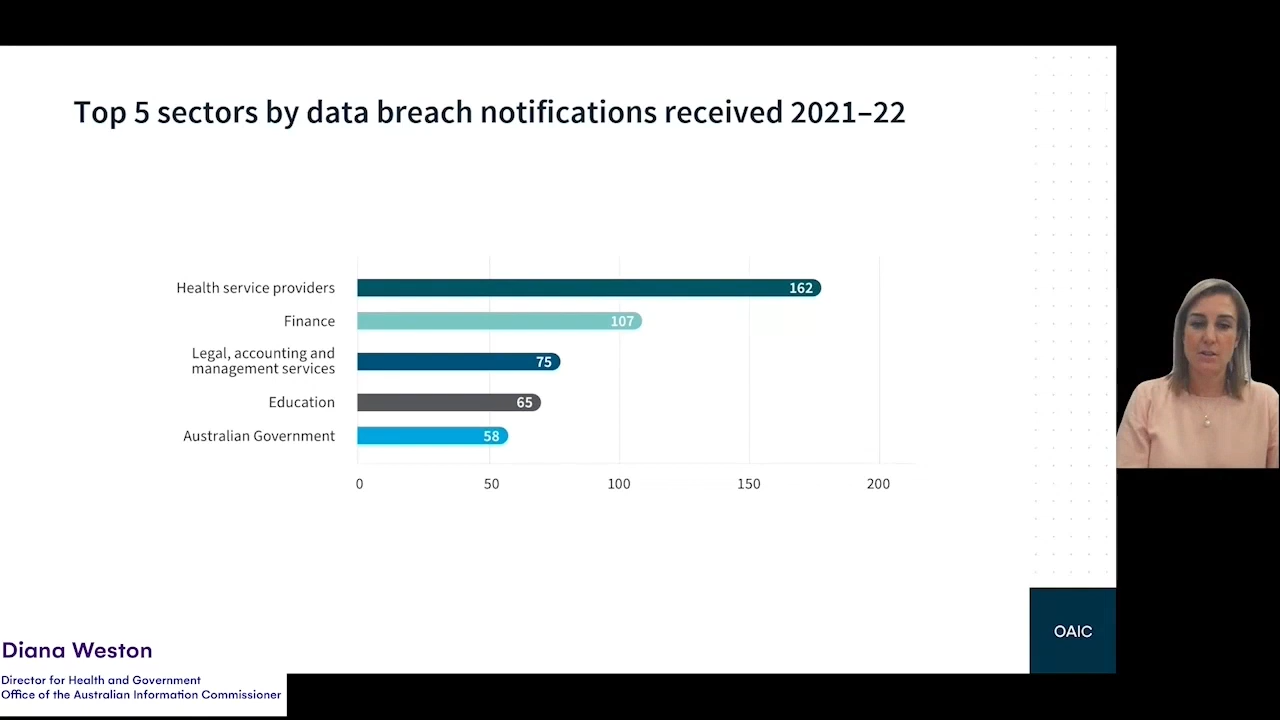 Top 5 sectors by data breach notifications received 2021–22
Health service providers
162
Finance
107
Legal, accounting and
management services
75
Education
65
Australian Government
58
0 50 100 150 200
OAIC
Diana Weston
Director for Health and Government
Office of the Australian Information Commissioner